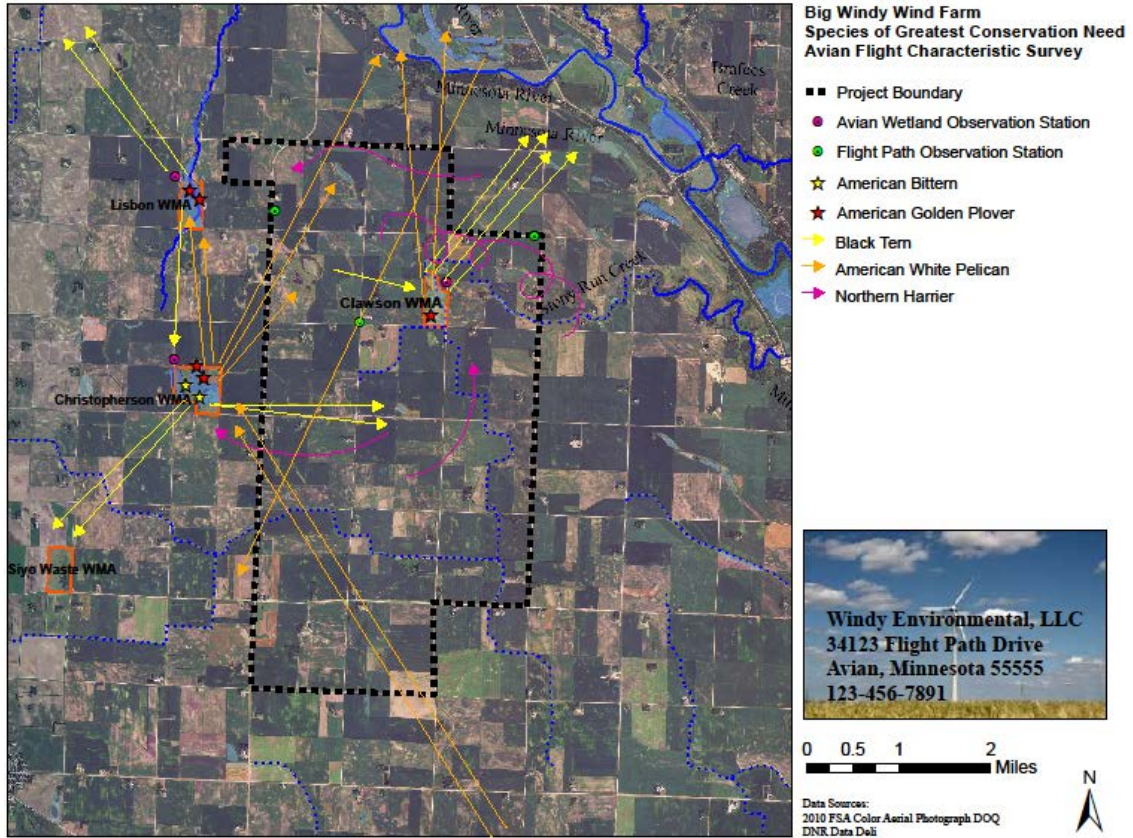 Big Windy Wind Farm
Species of Greatest Conservation Need
Avian Flight Characteristic Survey
Project Boundary
Avian Wetland Observation Station
Flight Path Observation Station
American Bittern
American Golden Plover
Black Tern
American White Pelican
Northern Harrier
River
Minnesota River
Creek
Minnesota River
Lisbon WMA
Stony Run Creek
Clawson WMA
Christopherson WMA
Siyo Waste WMA
Windy Environmental, LLC
34123 Flight Path Drive
Avian, Minnesota 55555
123-456-7891
0 0.5 1 2
Miles
N
Data Sources:
2010 FSA Color Aerial Photograph DOQ
DNR Data Deli